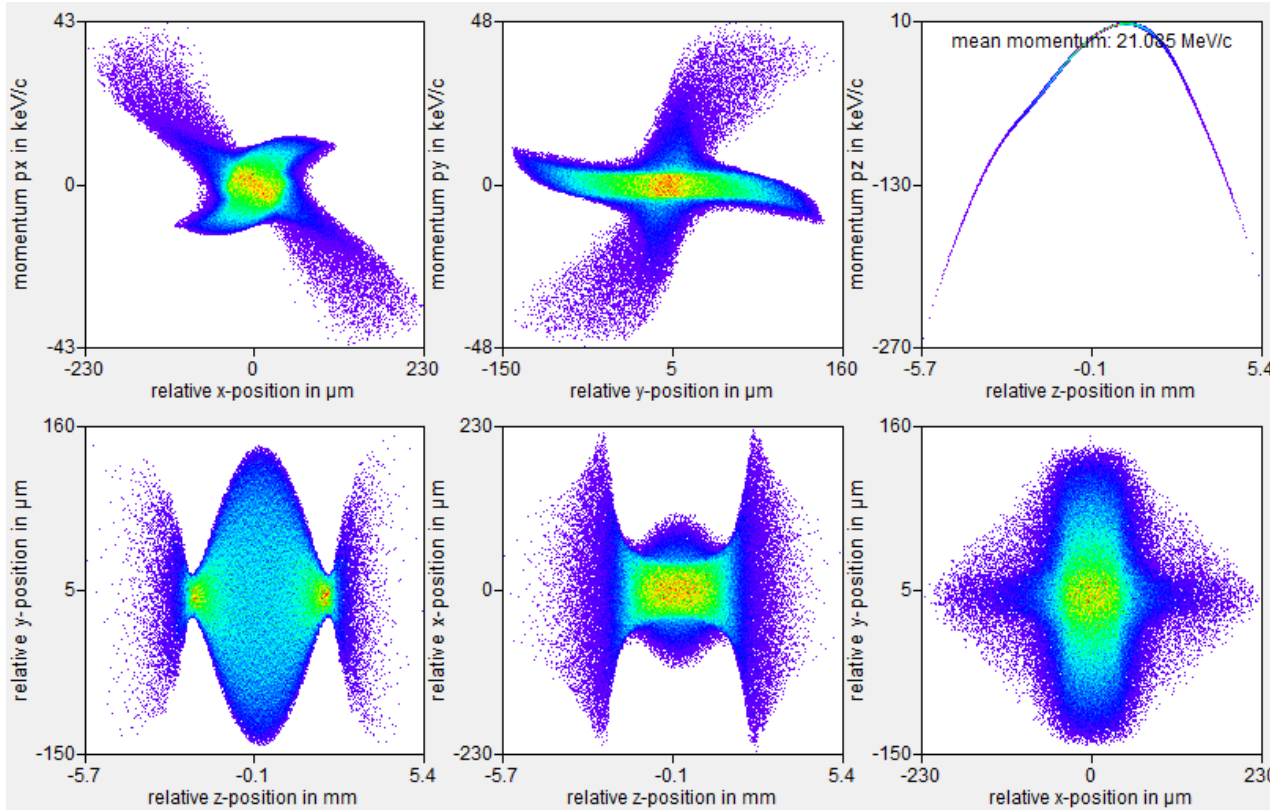 43
momentum px in keV/c
0
-43
-230
0
230
relative x-position in µm
48
momentum py in keV/c
0
-48
-150
5
160
relative y-position in µm
10
mean momentum: 21.085 MeV/c
momentum pz in keV/c
-130
-270
-5.7
-0.1
5.4
relative z-position in mm
160
relative y-position in µm
5
-150
-5.7
-0.1
5.4
relative z-position in mm
230
relative x-position in µm
0
-230
-5.7
-0.1
5.4
relative z-position in mm
160
relative y-position in µm
5
-150
-230
0
230
relative x-position in µm